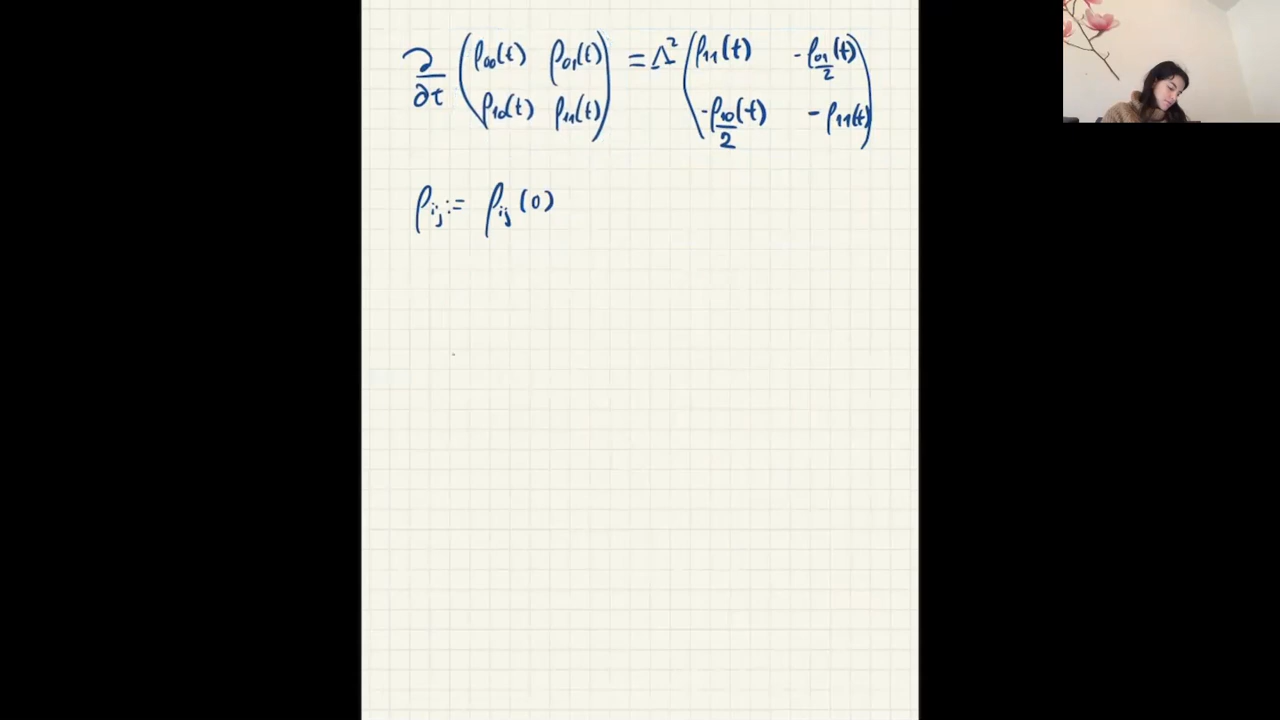 ∂/∂t (ρ₀₀(t) ρ₀₁(t) ; ρ₁₀(t) ρ₁₁(t)) = Λ² (ρ₁₁(t) -ρ₀₁/2(t) ; -ρ₁₀/2(t) -ρ₁₁(t))
ρᵢⱼ := ρᵢⱼ(0)